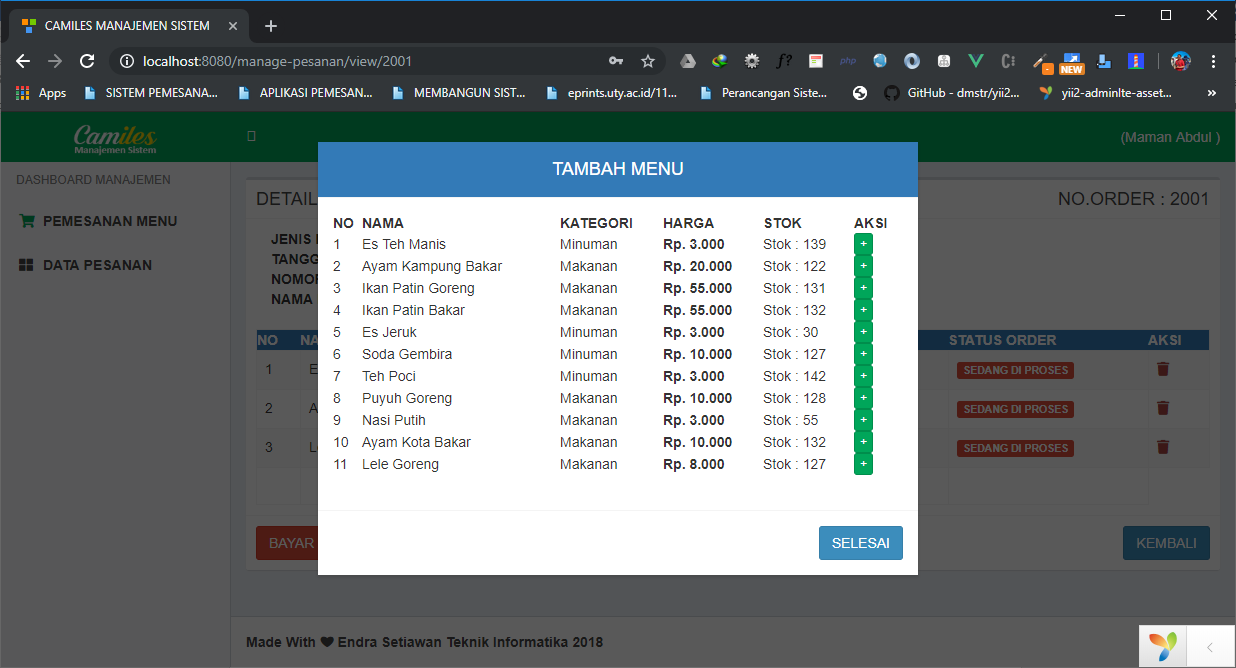 CAMILES MANAJEMEN SISTEM
localhost:8080/manage-pesanan/view/2001
f?
php
NEW
Apps
SISTEM PEMESANA...
APLIKASI PEMESAN...
MEMBANGUN SIST...
eprints.uty.ac.id/11...
Perancangan Siste...
GitHub - dmstr/yii2...
yii2-adminlte-asset...
»
Camiles
Manajemen Sistem
(Maman Abdul )
DASHBOARD MANAJEMEN
PEMESANAN MENU
DATA PESANAN
DETAIL
NO.ORDER : 2001
JENIS
TANGG
NOMOR
NAMA
NO NA STATUS ORDER AKSI
1 E SEDANG DI PROSES
2 A SEDANG DI PROSES
3 L SEDANG DI PROSES
BAYAR
KEMBALI
TAMBAH MENU
NO NAMA KATEGORI HARGA STOK AKSI
1 Es Teh Manis Minuman Rp. 3.000 Stok : 139 +
2 Ayam Kampung Bakar Makanan Rp. 20.000 Stok : 122 +
3 Ikan Patin Goreng Makanan Rp. 55.000 Stok : 131 +
4 Ikan Patin Bakar Makanan Rp. 55.000 Stok : 132 +
5 Es Jeruk Minuman Rp. 3.000 Stok : 30 +
6 Soda Gembira Minuman Rp. 10.000 Stok : 127 +
7 Teh Poci Minuman Rp. 3.000 Stok : 142 +
8 Puyuh Goreng Makanan Rp. 10.000 Stok : 128 +
9 Nasi Putih Makanan Rp. 3.000 Stok : 55 +
10 Ayam Kota Bakar Makanan Rp. 10.000 Stok : 132 +
11 Lele Goreng Makanan Rp. 8.000 Stok : 127 +
SELESAI
Made With ❤ Endra Setiawan Teknik Informatika 2018